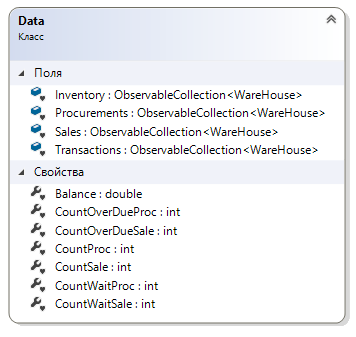 Data
Класс
Поля
Inventory : ObservableCollection<WareHouse>
Procurements : ObservableCollection<WareHouse>
Sales : ObservableCollection<WareHouse>
Transactions : ObservableCollection<WareHouse>
Свойства
Balance : double
CountOverDueProc : int
CountOverDueSale : int
CountProc : int
CountSale : int
CountWaitProc : int
CountWaitSale : int